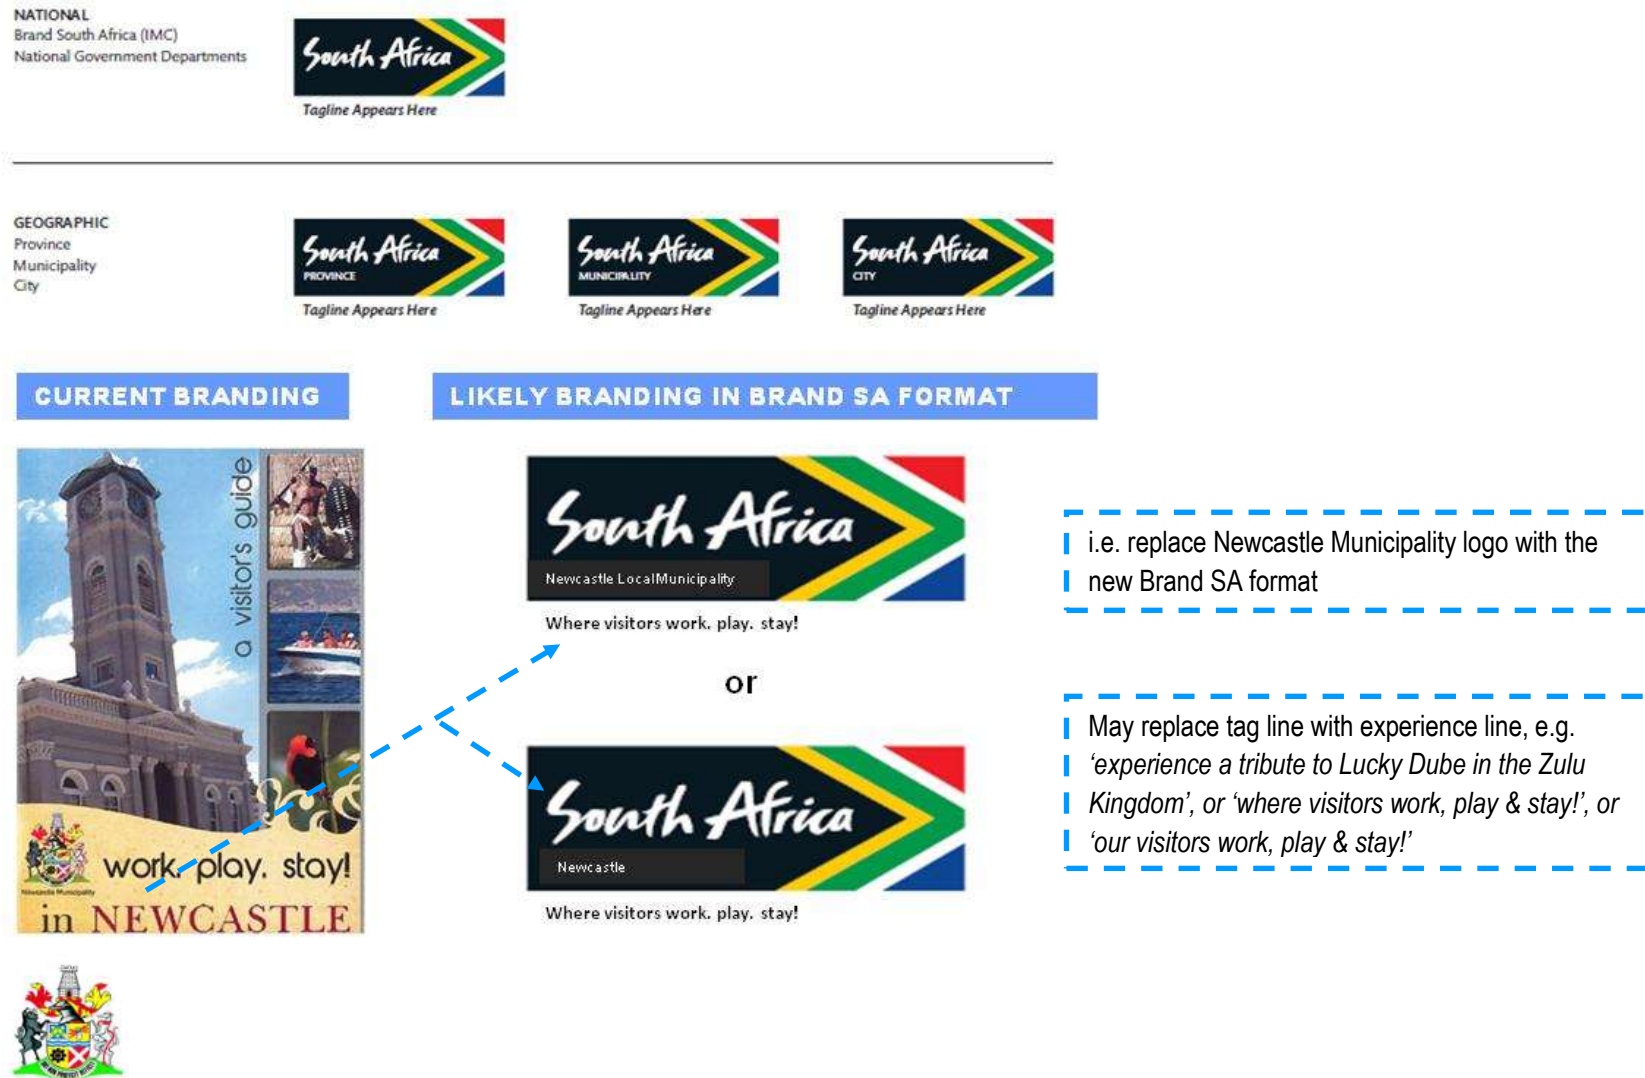 NATIONAL
Brand South Africa (IMC)
National Government Departments
South Africa
Tagline Appears Here
GEOGRAPHIC
Province
Municipality
City
South Africa
PROVINCE
Tagline Appears Here
South Africa
MUNICIPALITY
Tagline Appears Here
South Africa
CITY
Tagline Appears Here
CURRENT BRANDING
LIKELY BRANDING IN BRAND SA FORMAT
a visitor's guide
work. play. stay!
Newcastle Municipality
in NEWCASTLE
South Africa
Newcastle LocalMunicipality
Where visitors work. play. stay!
or
South Africa
Newcastle
Where visitors work. play. stay!
i.e. replace Newcastle Municipality logo with the
new Brand SA format
May replace tag line with experience line, e.g.
‘experience a tribute to Lucky Dube in the Zulu
Kingdom’, or ‘where visitors work, play & stay!’, or
‘our visitors work, play & stay!’